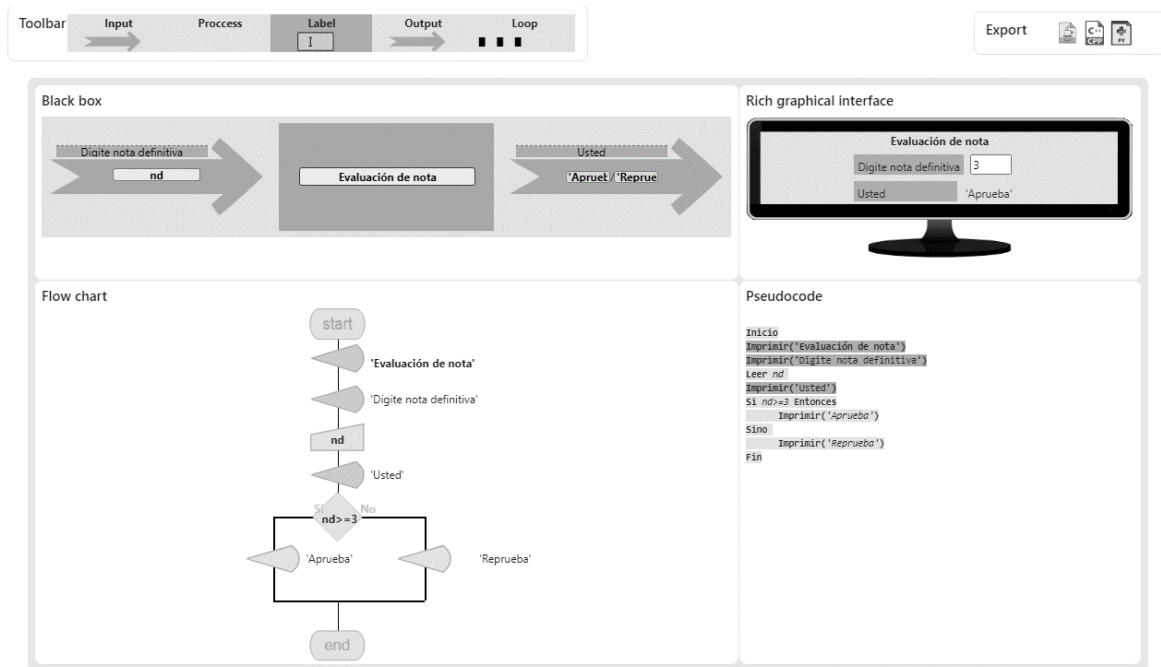 Toolbar
Input
Proccess
Label
Output
Loop
I
Export
C++
CPP
PY
Black box
Digite nota definitiva
nd
Evaluación de nota
Usted
'Apruet / 'Reprue
Rich graphical interface
Evaluación de nota
Digite nota definitiva 3
Usted 'Aprueba'
Flow chart
start
'Evaluación de nota'
'Digite nota definitiva'
nd
'Usted'
Si No
nd>=3
'Aprueba' 'Reprueba'
end
Pseudocode
Inicio
Imprimir('Evaluación de nota')
Imprimir('Digite nota definitiva')
Leer nd
Imprimir('Usted')
Si nd>=3 Entonces
Imprimir('Aprueba')
Sino
Imprimir('Reprueba')
Fin